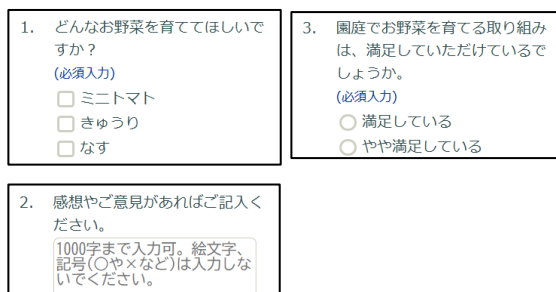 1. どんなお野菜を育ててほしいで
すか？
(必須入力)
ミニトマト
きゅうり
なす
2. 感想やご意見があればご記入く
ださい。
1000字まで入力可。絵文字、
記号(○や×など)は入力しな
いでください。
3. 園庭でお野菜を育てる取り組み
は、満足していただけているで
しょうか。
(必須入力)
満足している
やや満足している